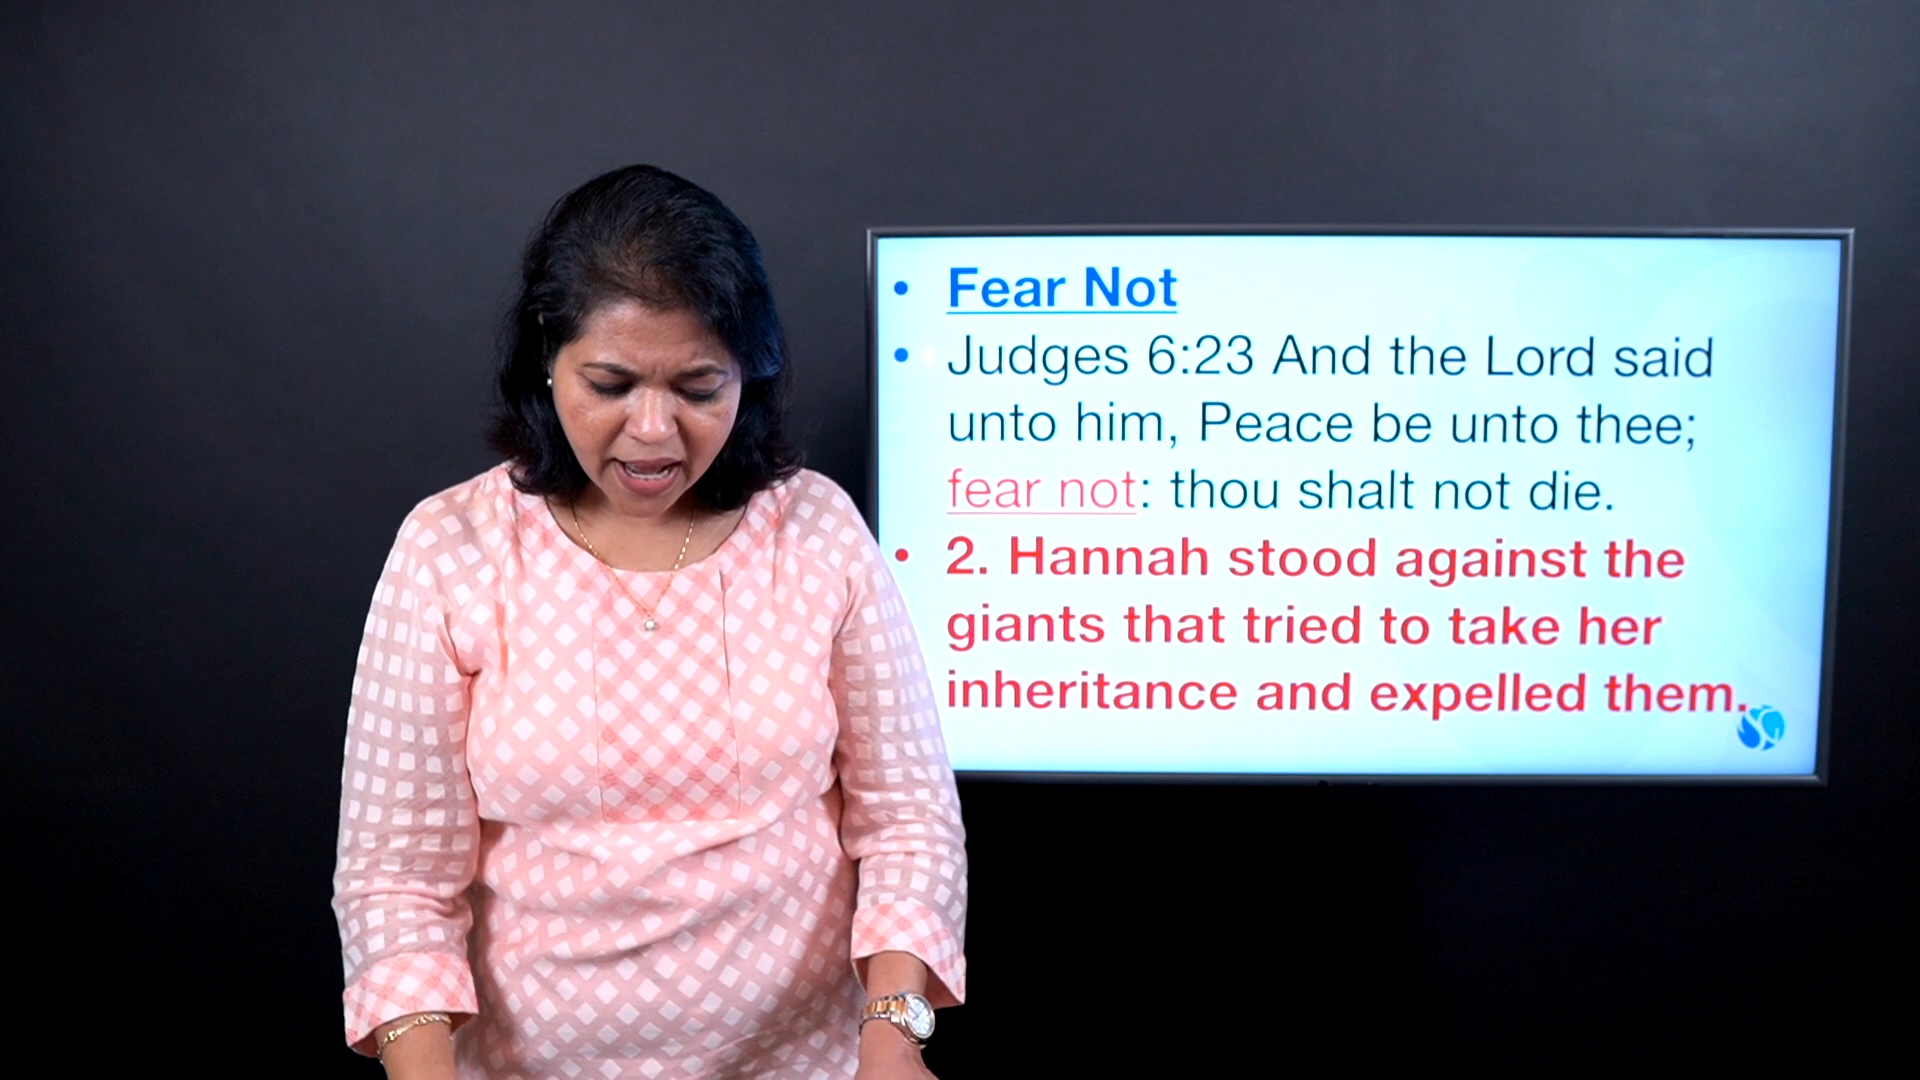 • Fear Not
• Judges 6:23 And the Lord said
unto him, Peace be unto thee;
fear not: thou shalt not die.
• 2. Hannah stood against the
giants that tried to take her
inheritance and expelled them.